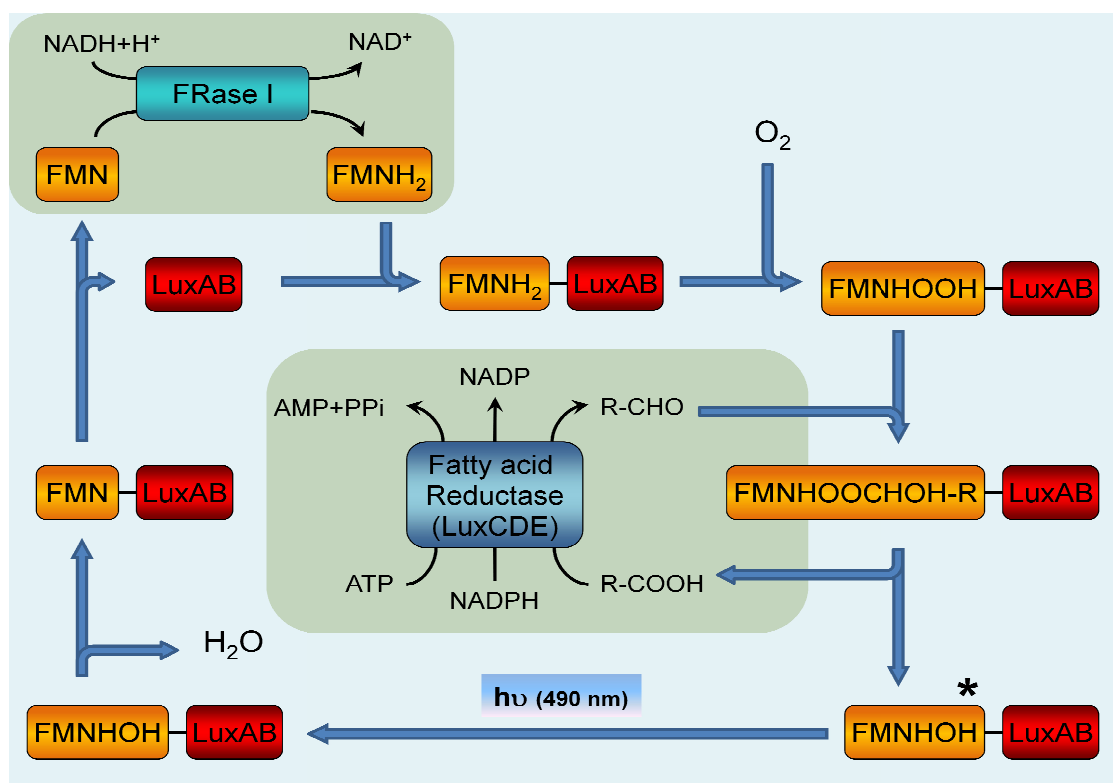 NADH+H⁺
NAD⁺
FRase I
FMN
FMNH₂
O₂
LuxAB
FMNH₂
LuxAB
FMNHOOH
LuxAB
NADP
AMP+PPi
R-CHO
Fatty acid
Reductase
(LuxCDE)
FMN
LuxAB
FMNHOOCHOH-R
LuxAB
ATP
NADPH
R-COOH
H₂O
hυ (490 nm)
*
FMNHOH
LuxAB
FMNHOH
LuxAB